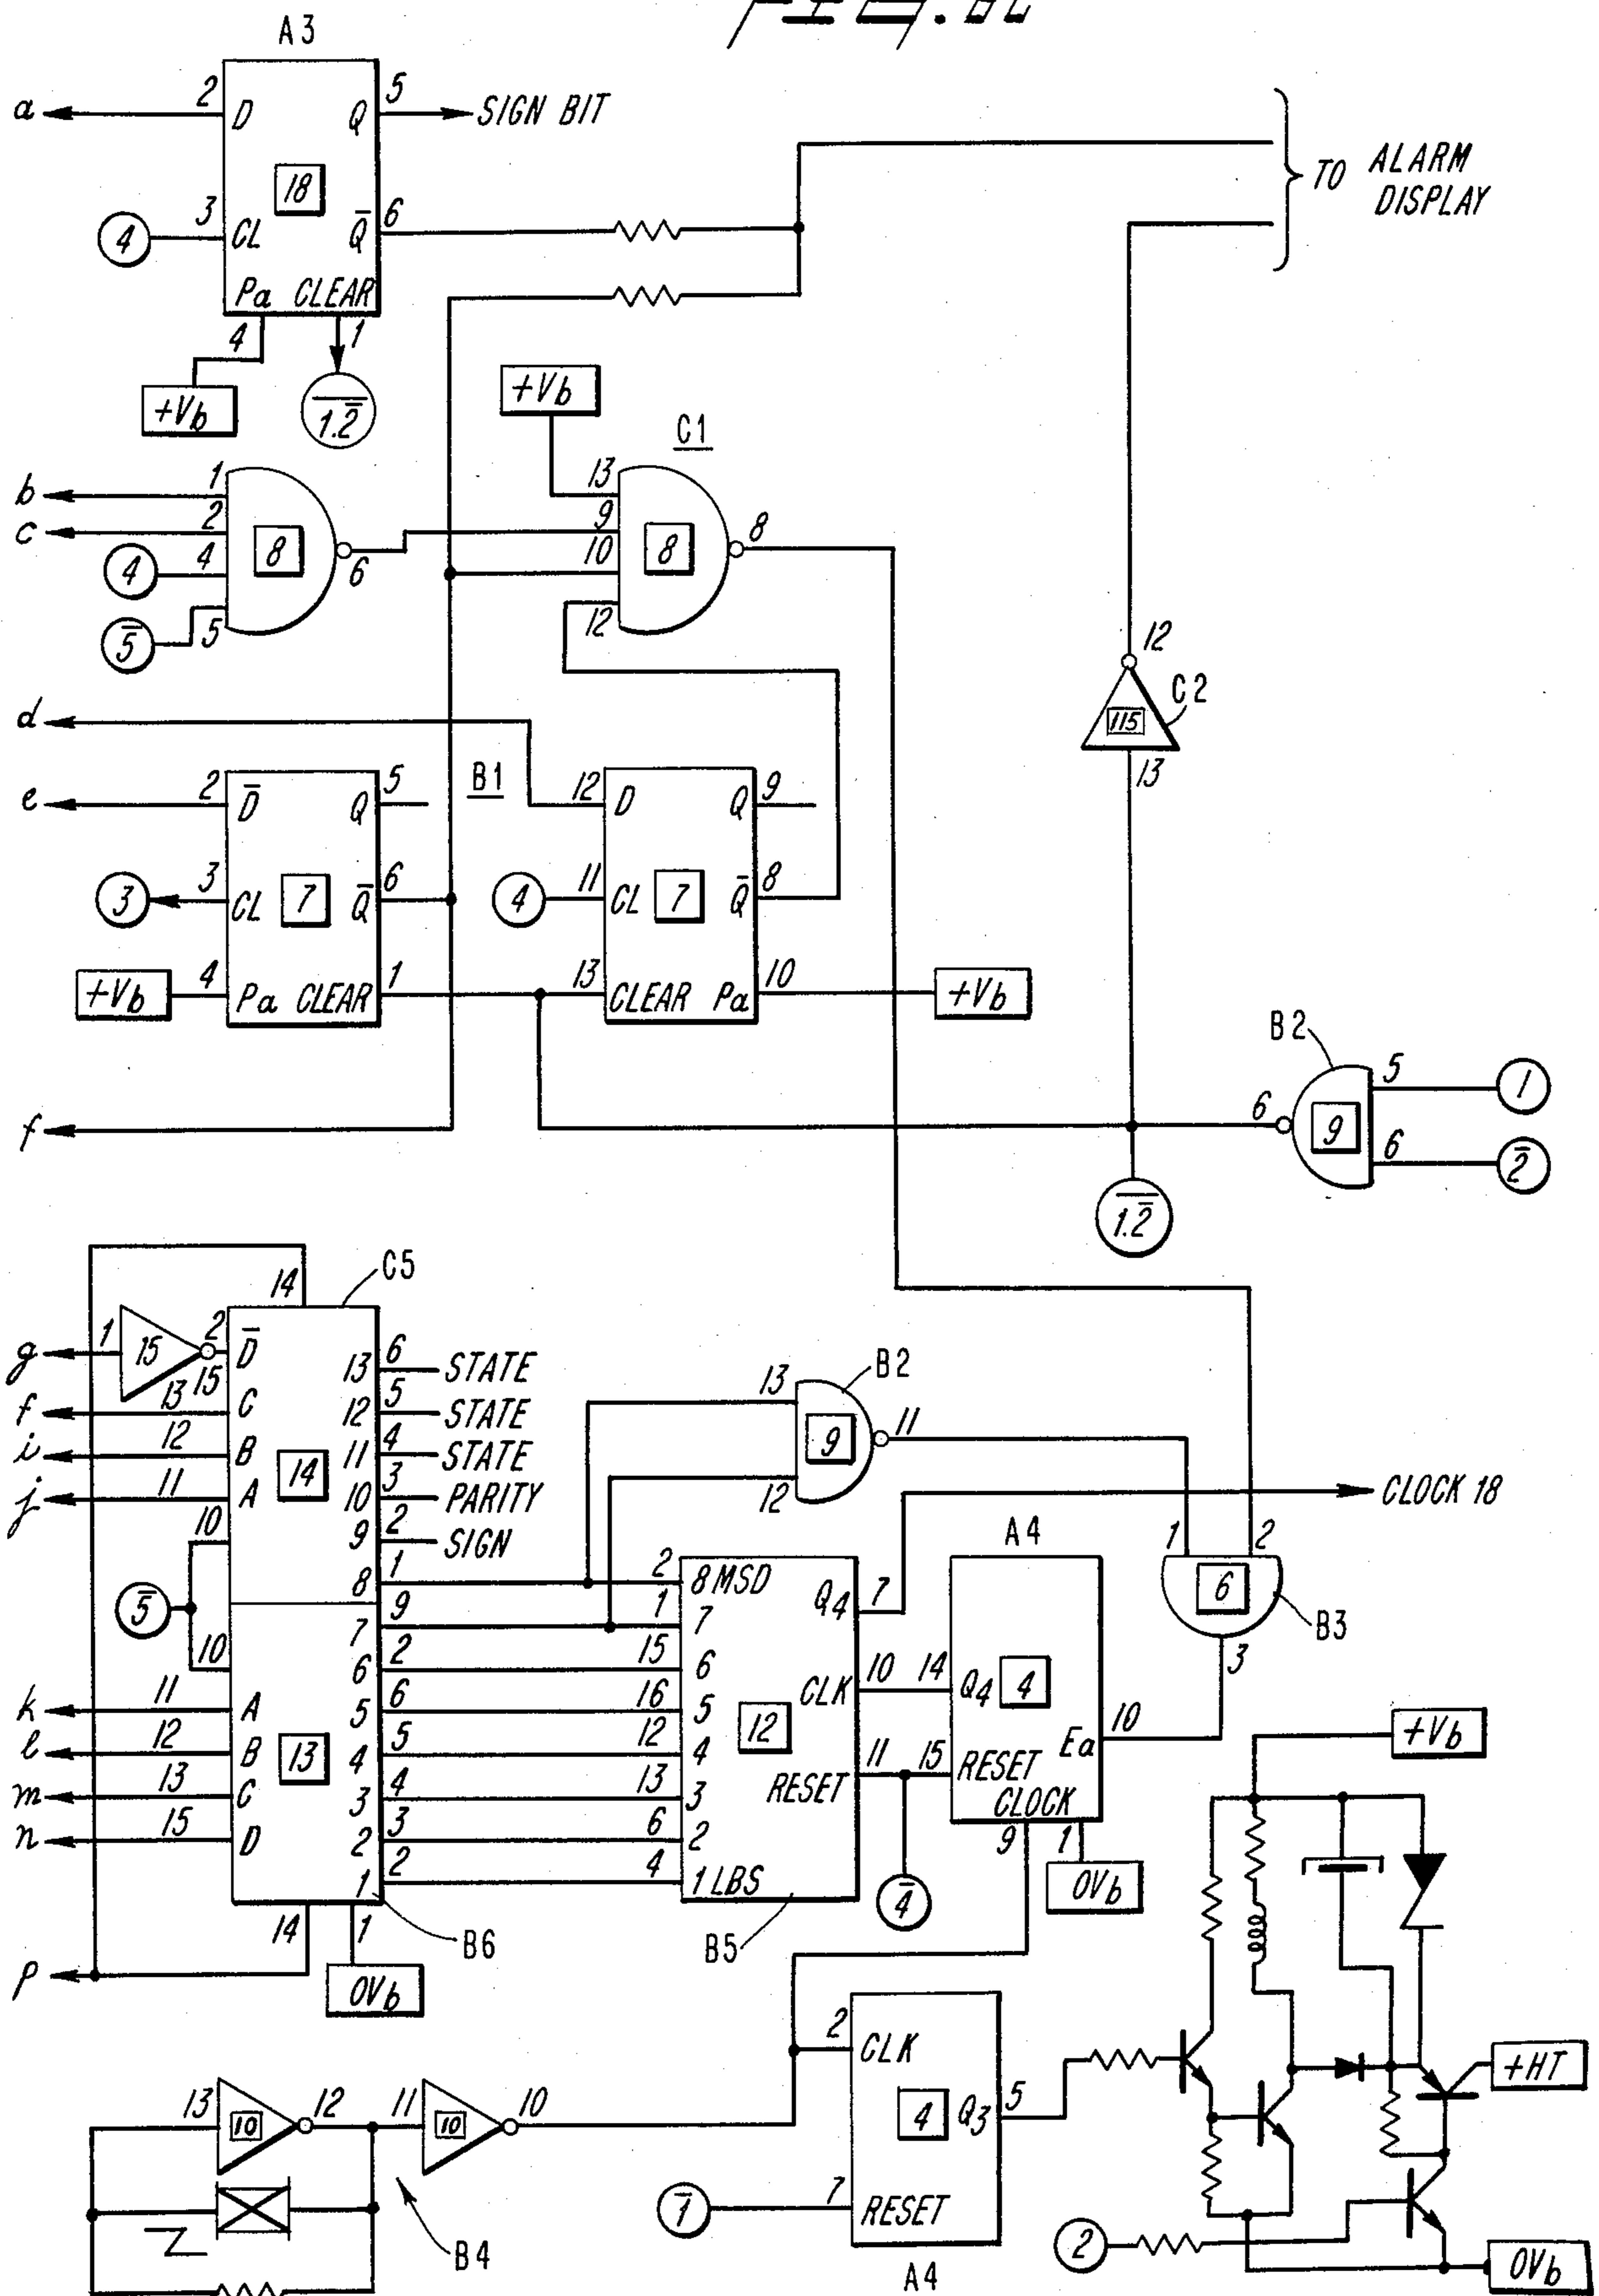 A3
a
2
D
Q
5
SIGN BIT
18
TO ALARM
DISPLAY
4
3
CL
Q̅
6
Pa
CLEAR
4
1
+Vb
1.2̅
+Vb
C1
b
1
13
c
2
8
9
8
8
4
4
10
6
5̅
5
12
12
C2
115
13
d
B1
e
2
D̅
Q
5
12
D
Q
9
3
3
CL
7
Q̅
6
4
11
CL
7
Q̅
8
+Vb
4
Pa
CLEAR
1
13
CLEAR
Pa
10
+Vb
B2
5
1
6
9
f
6
2̅
1.2̅
14
C5
g
1
15
2
D̅
15
13
6
STATE
13
B2
f
13
C
12
5
STATE
9
11
i
12
B
14
11
4
STATE
j
11
A
10
3
PARITY
12
CLOCK 18
10
9
2
SIGN
A4
1
2
8
1
2
8 MSD
Q4
7
6
B3
5̅
7
9
1
7
10
6
2
15
6
CLK
10
14
Q4
4
3
k
11
A
5
6
16
5
12
10
+Vb
l
12
B
13
4
5
12
4
Ea
m
13
C
3
4
13
3
RESET
11
15
RESET
n
15
D
2
3
6
2
CLOCK
1
2
4
1 LBS
9
1
4̅
0Vb
14
1
B6
B5
p
0Vb
2
CLK
+HT
13
10
12
11
10
10
4
Q3
5
1̅
7
RESET
2
B4
A4
0Vb